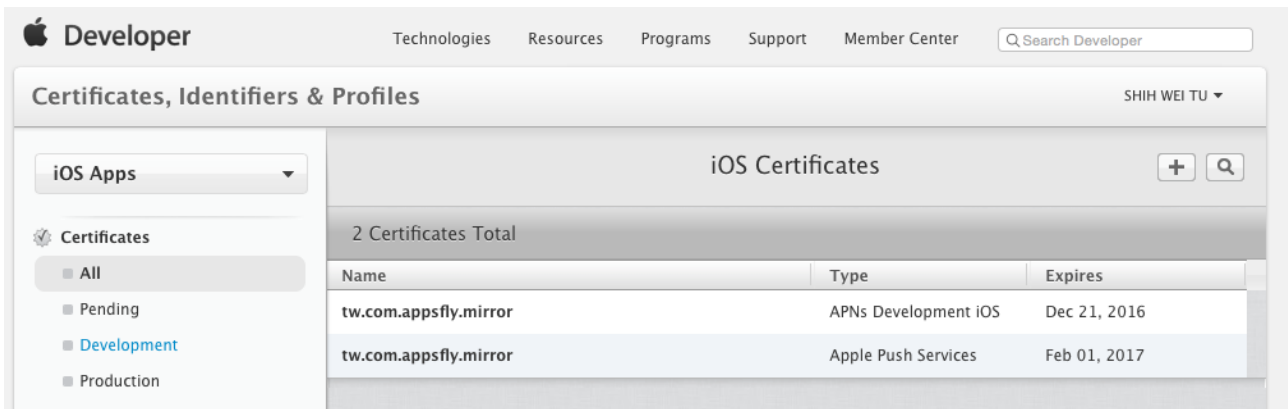 Developer Technologies Resources Programs Support Member Center Search Developer
Certificates, Identifiers & Profiles SHIH WEI TU
iOS Apps
iOS Certificates
Certificates
All
Pending
Development
Production
2 Certificates Total
Name Type Expires
tw.com.appsfly.mirror APNs Development iOS Dec 21, 2016
tw.com.appsfly.mirror Apple Push Services Feb 01, 2017